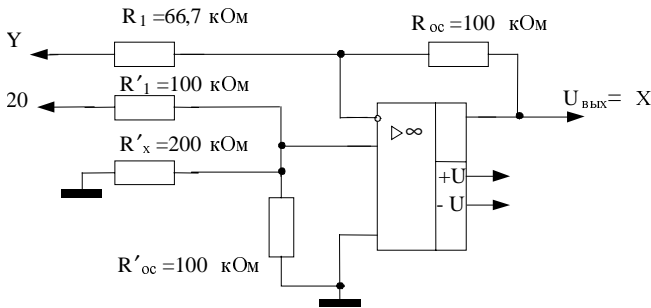 R1 =66,7 кОм
Rос=100 кОм
Y
R′1=100 кОм
20
Uвых= X
R′х=200 кОм
▷∞
+U
- U
R′ос=100 кОм